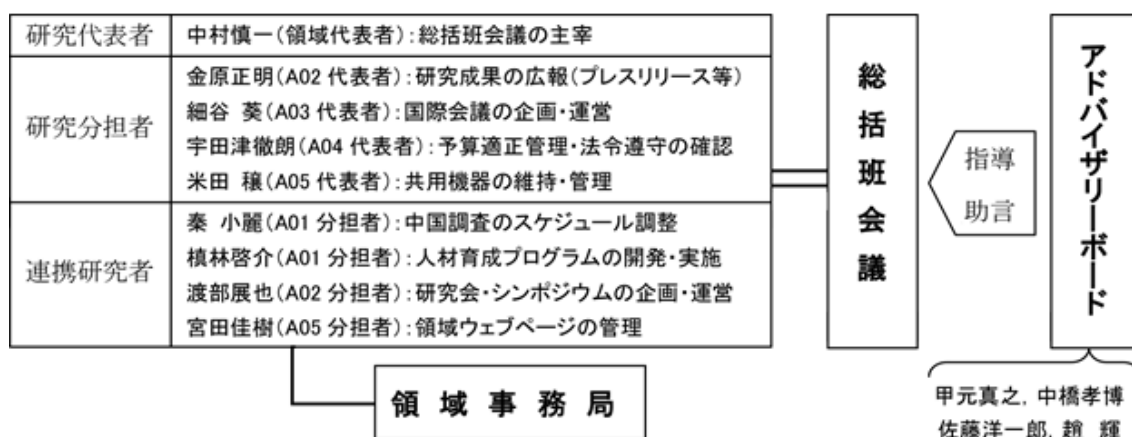 研究代表者
中村慎一(領域代表者):総括班会議の主宰
研究分担者
金原正明(A02 代表者):研究成果の広報(プレスリリース等)
細谷 葵(A03 代表者):国際会議の企画・運営
宇田津徹朗(A04 代表者):予算適正管理・法令遵守の確認
米田 穣(A05 代表者):共用機器の維持・管理
連携研究者
秦 小麗(A01 分担者):中国調査のスケジュール調整
槙林啓介(A01 分担者):人材育成プログラムの開発・実施
渡部展也(A02 分担者):研究会・シンポジウムの企画・運営
宮田佳樹(A05 分担者):領域ウェブページの管理
領域事務局
総括班会議
指導
助言
アドバイザリーボード
甲元真之, 中橋孝博
佐藤洋一郎, 趙 輝